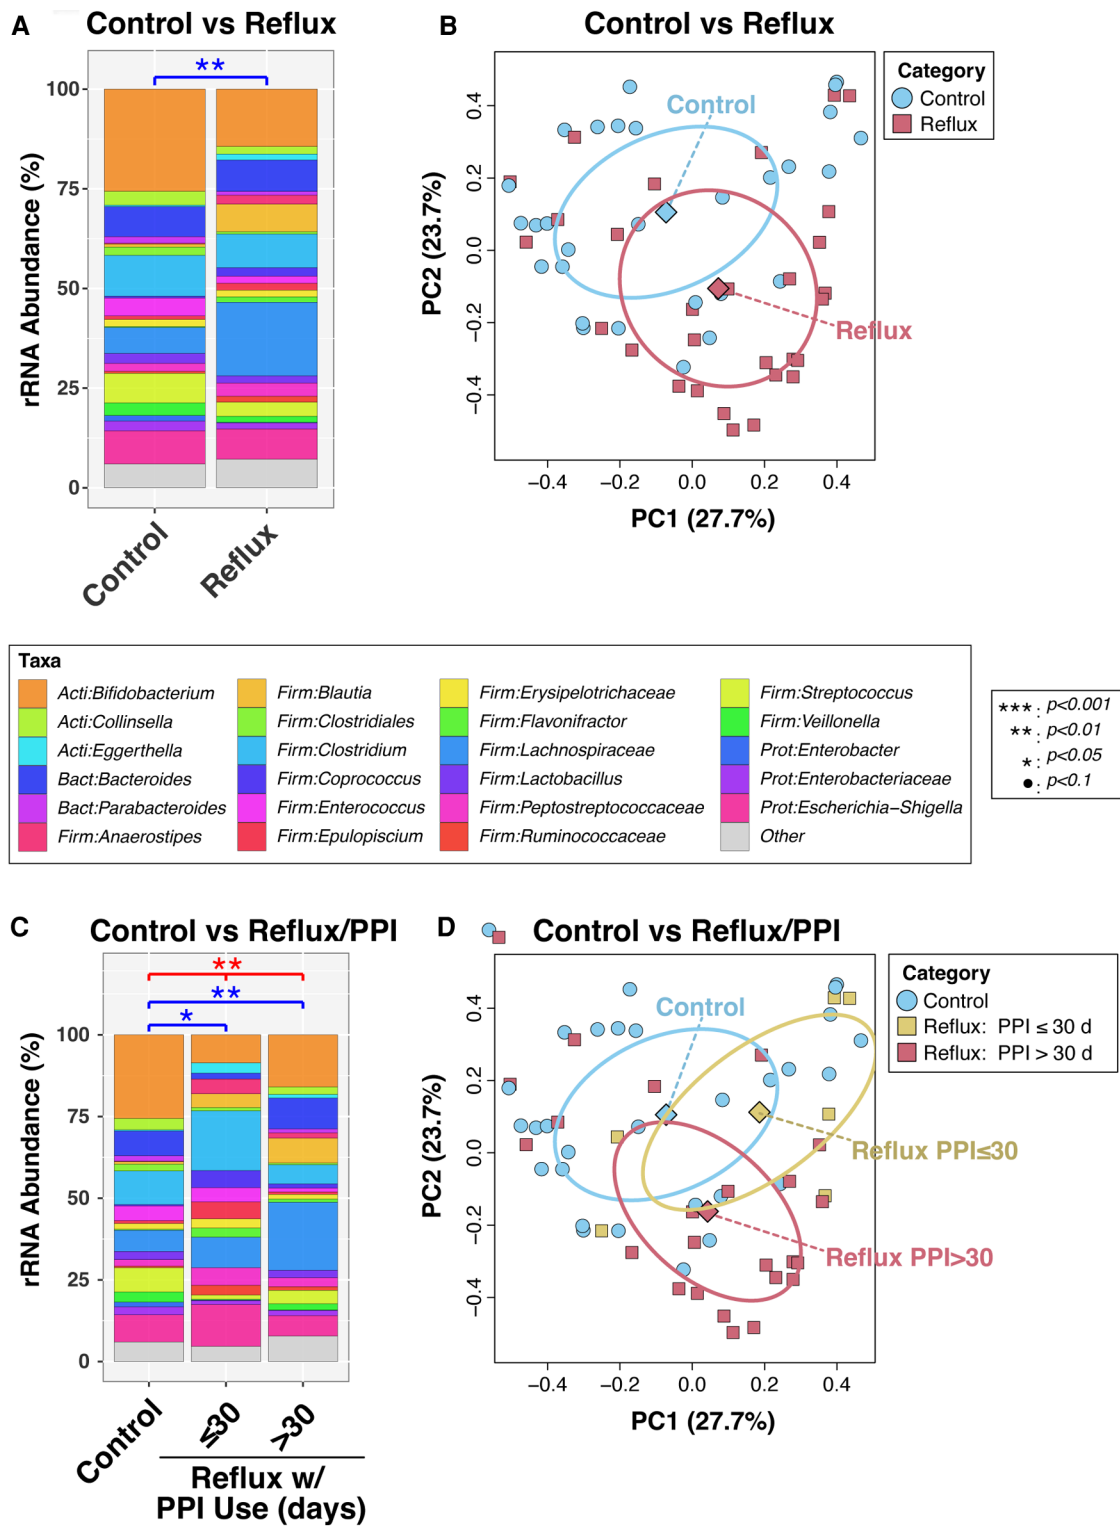 A
Control vs Reflux
**
rRNA Abundance (%)
100
75
50
25
0
Control
Reflux
B
Control vs Reflux
Control
Reflux
PC2 (23.7%)
0.4
0.2
0.0
−0.2
−0.4
−0.4
−0.2
0.0
0.2
0.4
PC1 (27.7%)
Category
Control
Reflux
Taxa
Acti:Bifidobacterium
Acti:Collinsella
Acti:Eggerthella
Bact:Bacteroides
Bact:Parabacteroides
Firm:Anaerostipes
Firm:Blautia
Firm:Clostridiales
Firm:Clostridium
Firm:Coprococcus
Firm:Enterococcus
Firm:Epulopiscium
Firm:Erysipelotrichaceae
Firm:Flavonifractor
Firm:Lachnospiraceae
Firm:Lactobacillus
Firm:Peptostreptococcaceae
Firm:Ruminococcaceae
Firm:Streptococcus
Firm:Veillonella
Prot:Enterobacter
Prot:Enterobacteriaceae
Prot:Escherichia−Shigella
Other
***: p<0.001
**: p<0.01
*: p<0.05
●: p<0.1
C
Control vs Reflux/PPI
**
**
*
rRNA Abundance (%)
100
75
50
25
0
Control
≤30
>30
Reflux w/
PPI Use (days)
D
Control vs Reflux/PPI
Control
Reflux PPI≤30
Reflux PPI>30
PC2 (23.7%)
0.4
0.2
0.0
−0.2
−0.4
−0.4
−0.2
0.0
0.2
0.4
PC1 (27.7%)
Category
Control
Reflux: PPI ≤ 30 d
Reflux: PPI > 30 d